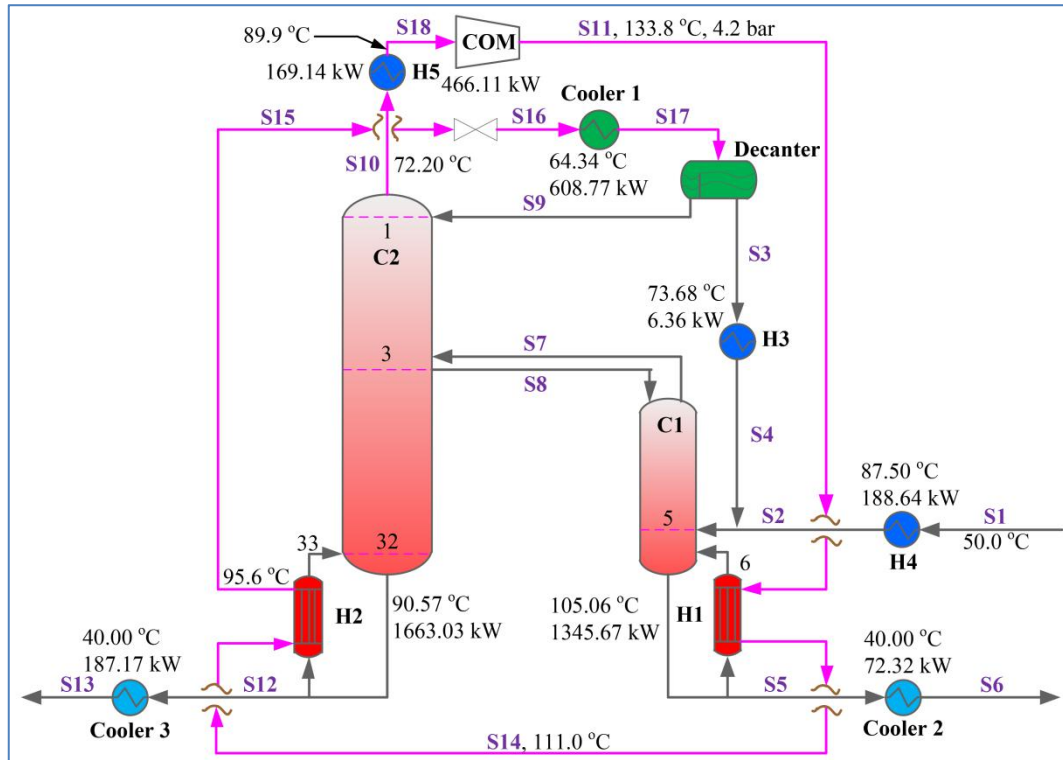 S18
COM
S11, 133.8 °C, 4.2 bar
89.9 °C
169.14 kW
H5
466.11 kW
Cooler 1
S15
S16
S17
S10
72.20 °C
64.34 °C
608.77 kW
Decanter
S9
1
C2
S3
73.68 °C
6.36 kW
H3
S7
3
S8
C1
S4
87.50 °C
188.64 kW
5
S2
S1
50.0 °C
H4
33
32
6
95.6 °C
H2
90.57 °C
1663.03 kW
105.06 °C
1345.67 kW
H1
40.00 °C
187.17 kW
40.00 °C
72.32 kW
S13
S12
S5
S6
Cooler 3
Cooler 2
S14, 111.0 °C